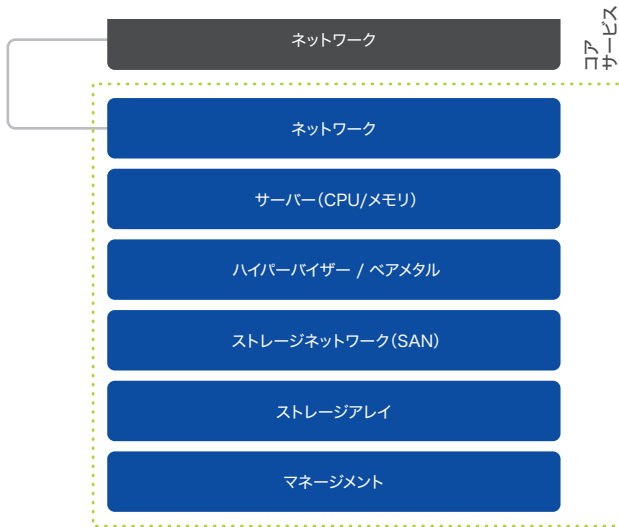 ネットワーク
コア
サービス
ネットワーク
サーバー(CPU/メモリ)
ハイパーバイザー / ベアメタル
ストレージネットワーク(SAN)
ストレージアレイ
マネージメント